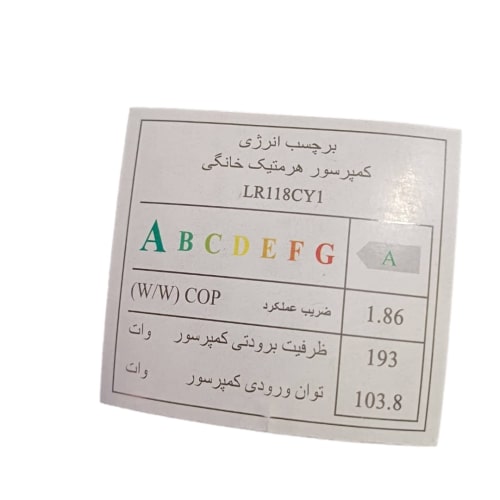 برچسب انرژی
کمپرسور هرمتیک خانگی
LR118CY1
A B C D E F G A
(W/W) COP ضریب عملکرد 1.86
ظرفیت برودتی کمپرسور وات 193
توان ورودی کمپرسور وات 103.8